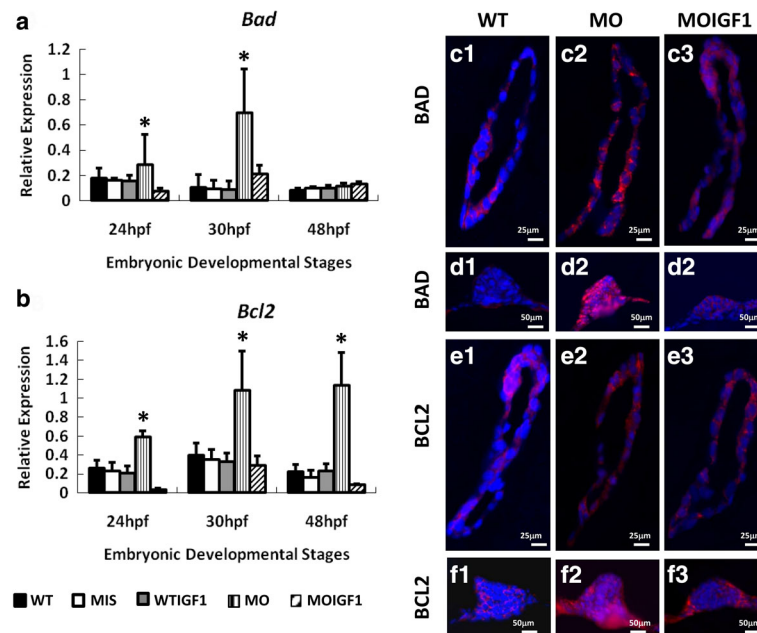 a
Bad
Relative Expression
1.2
1
0.8
0.6
0.4
0.2
0
*
*
24hpf 30hpf 48hpf
Embryonic Developmental Stages
b
Bcl2
Relative Expression
1.6
1.4
1.2
1
0.8
0.6
0.4
0.2
0
*
*
*
24hpf 30hpf 48hpf
Embryonic Developmental Stages
WT MIS WTIGF1 MO MOIGF1
WT MO MOIGF1
BAD
c1 c2 c3
25µm 25µm 25µm
BAD
d1 d2 d2
50µm 50µm 50µm
BCL2
e1 e2 e3
25µm 25µm 25µm
BCL2
f1 f2 f3
50µm 50µm 50µm